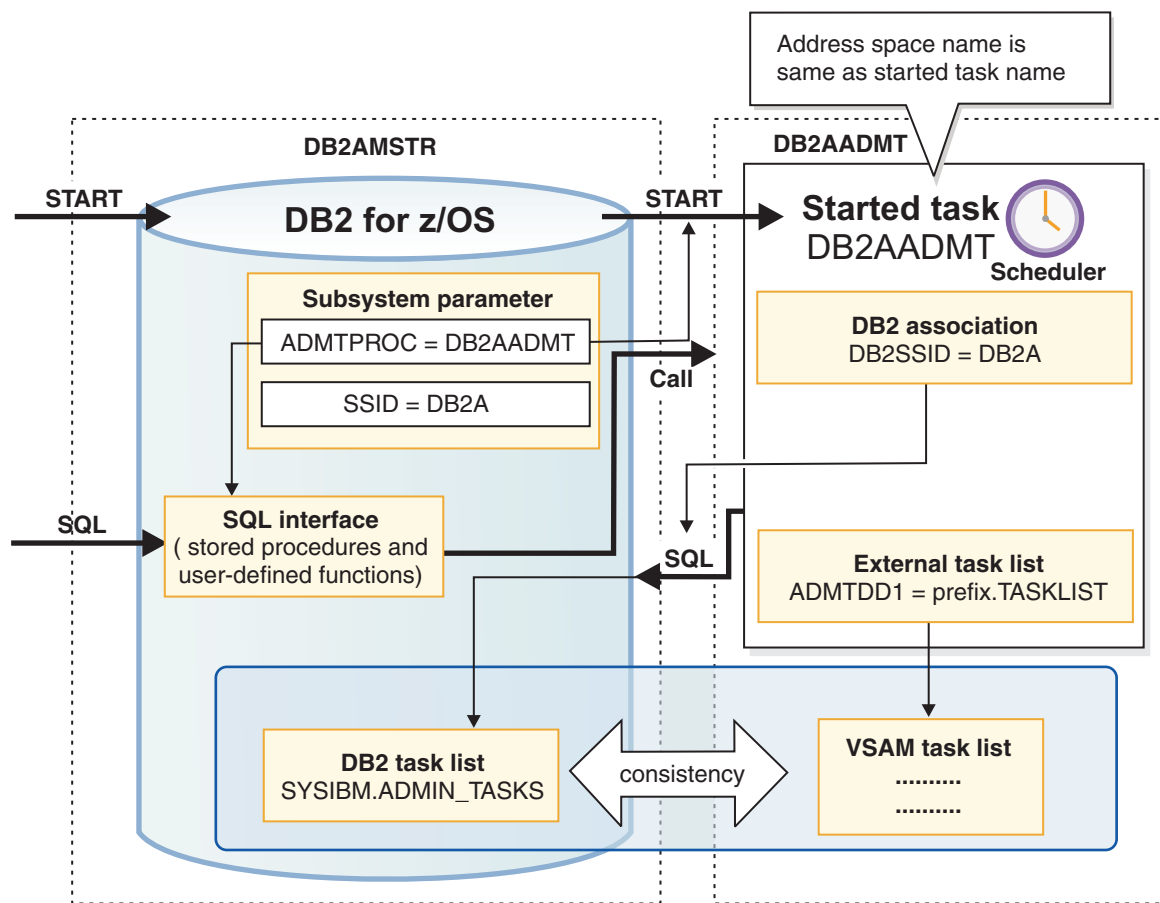 Address space name is
same as started task name
DB2AMSTR
DB2AADMT
START
DB2 for z/OS
START
Started task
DB2AADMT
Scheduler
Subsystem parameter
ADMTPROC = DB2AADMT
SSID = DB2A
Call
DB2 association
DB2SSID = DB2A
SQL
SQL interface
( stored procedures and
user-defined functions)
SQL
External task list
ADMTDD1 = prefix.TASKLIST
DB2 task list
SYSIBM.ADMIN_TASKS
consistency
VSAM task list
..........
..........